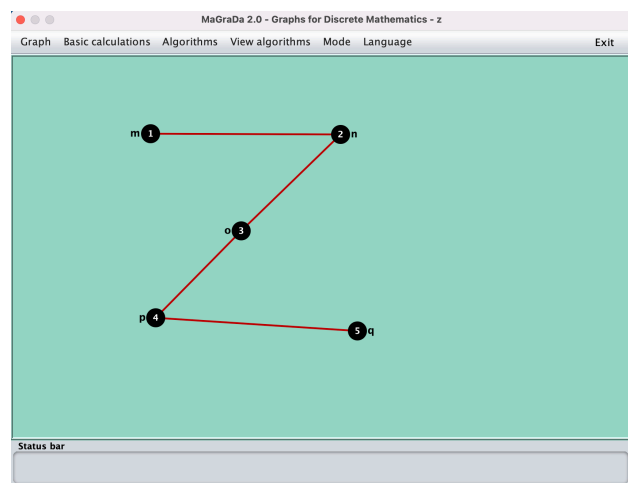 MaGraDa 2.0 - Graphs for Discrete Mathematics - z
Graph Basic calculations Algorithms View algorithms Mode Language Exit
m 1 2 n
o 3
p 4
5 q
Status bar